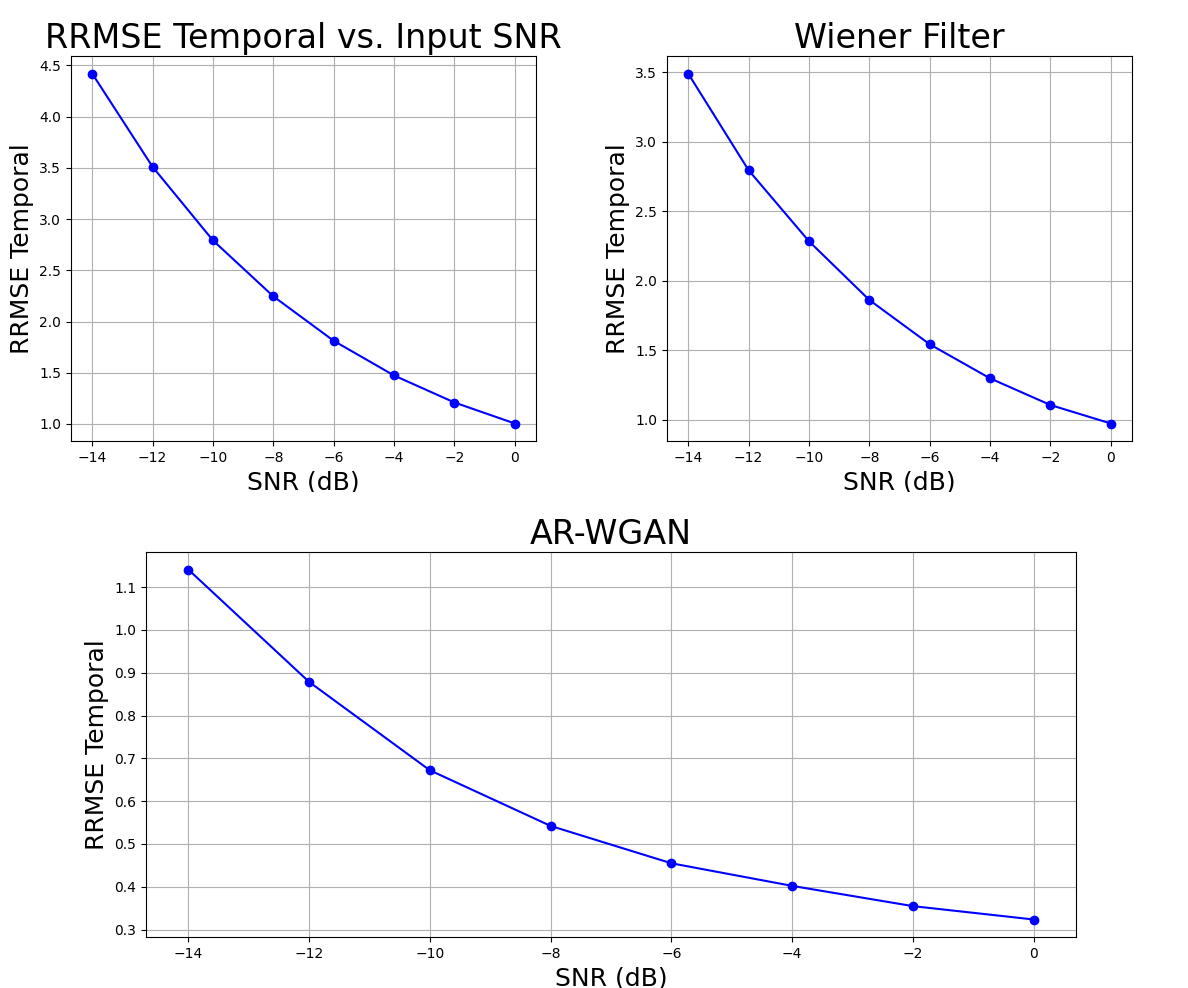 RRMSE Temporal vs. Input SNR
RRMSE Temporal
4.5
4.0
3.5
3.0
2.5
2.0
1.5
1.0
−14 −12 −10 −8 −6 −4 −2 0
SNR (dB)
Wiener Filter
RRMSE Temporal
3.5
3.0
2.5
2.0
1.5
1.0
−14 −12 −10 −8 −6 −4 −2 0
SNR (dB)
AR-WGAN
RRMSE Temporal
1.1
1.0
0.9
0.8
0.7
0.6
0.5
0.4
0.3
−14 −12 −10 −8 −6 −4 −2 0
SNR (dB)